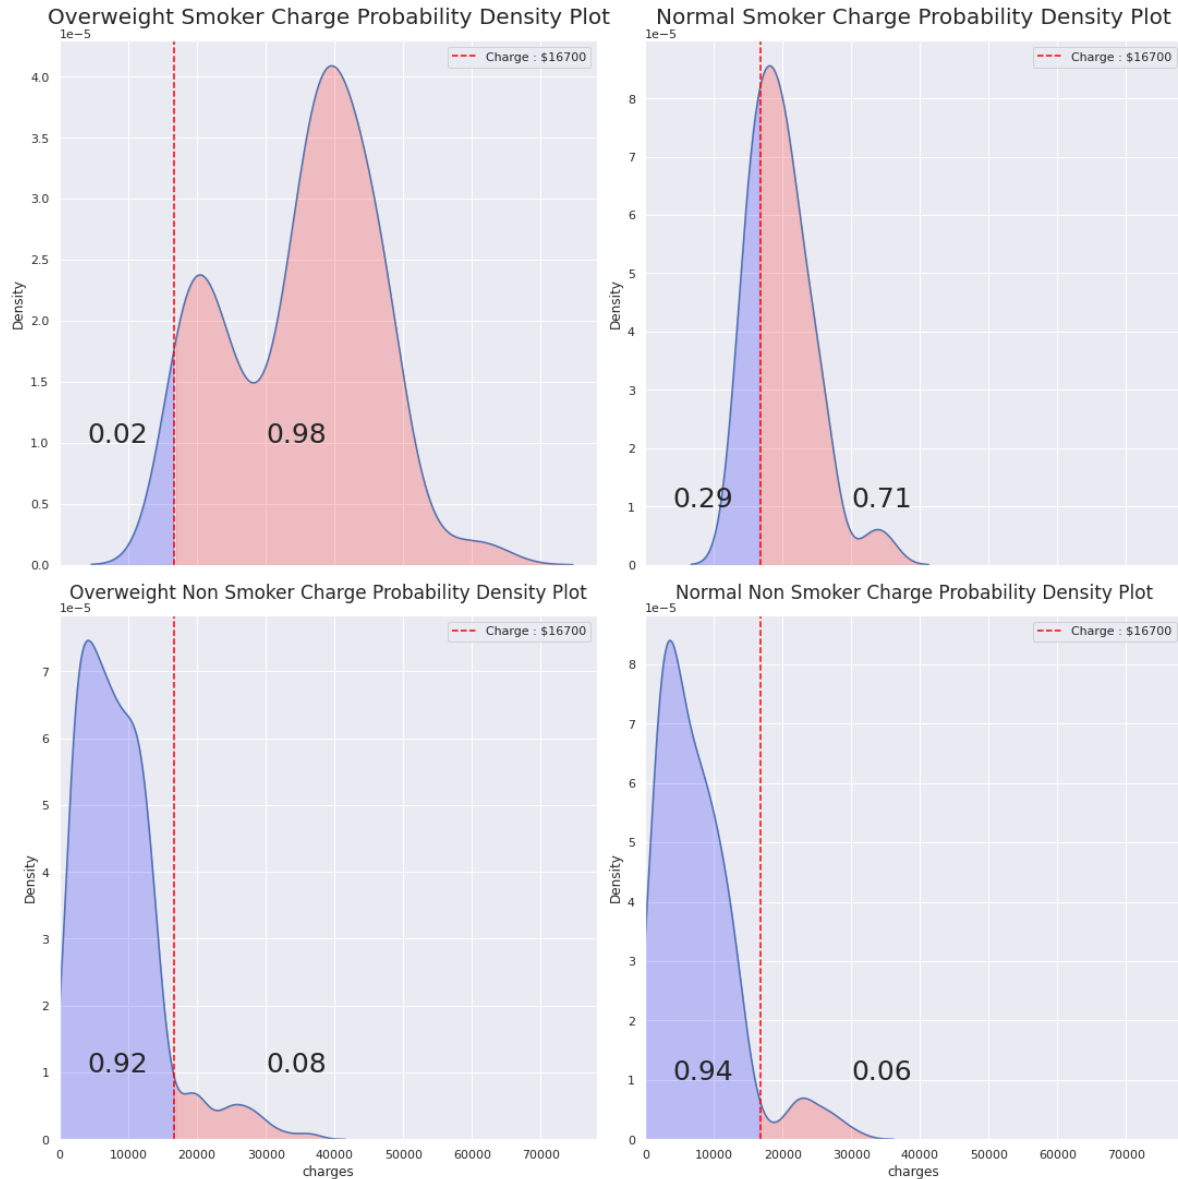 Overweight Smoker Charge Probability Density Plot
1e−5
Charge : $16700
4.0
3.5
3.0
2.5
2.0
1.5
1.0
0.5
0.0
Density
0.02
0.98
Normal Smoker Charge Probability Density Plot
1e−5
Charge : $16700
8
7
6
5
4
3
2
1
0
Density
0.29
0.71
0 10000 20000 30000 40000 50000 60000 70000
Overweight Non Smoker Charge Probability Density Plot
1e−5
Charge : $16700
7
6
5
4
3
2
1
0
Density
0.92
0.08
0 10000 20000 30000 40000 50000 60000 70000
charges
Normal Non Smoker Charge Probability Density Plot
1e−5
Charge : $16700
8
7
6
5
4
3
2
1
0
Density
0.94
0.06
charges